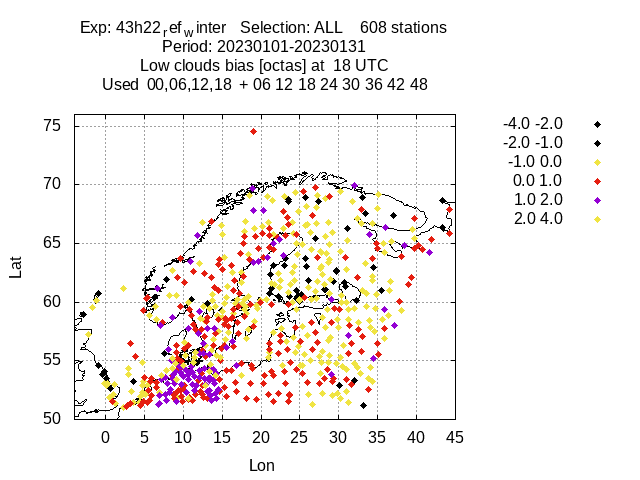 Exp: 43h22ref winter   Selection: ALL    608 stations
Period: 20230101-20230131
Low clouds bias [octas] at  18 UTC
Used  00,06,12,18  + 06 12 18 24 30 36 42 48
-4.0 -2.0
-2.0 -1.0
-1.0 0.0
0.0 1.0
1.0 2.0
2.0 4.0
75
70
65
60
55
50
Lat
0 5 10 15 20 25 30 35 40 45
Lon